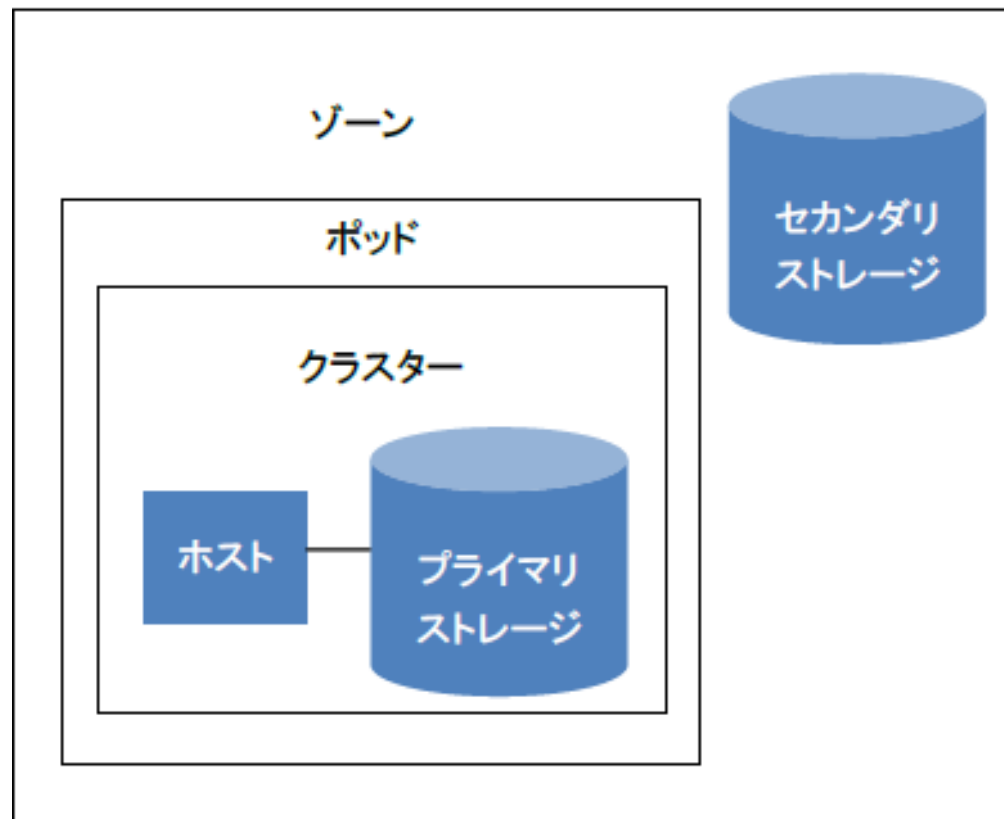 ゾーン
セカンダリ
ストレージ
ポッド
クラスター
ホスト
プライマリ
ストレージ